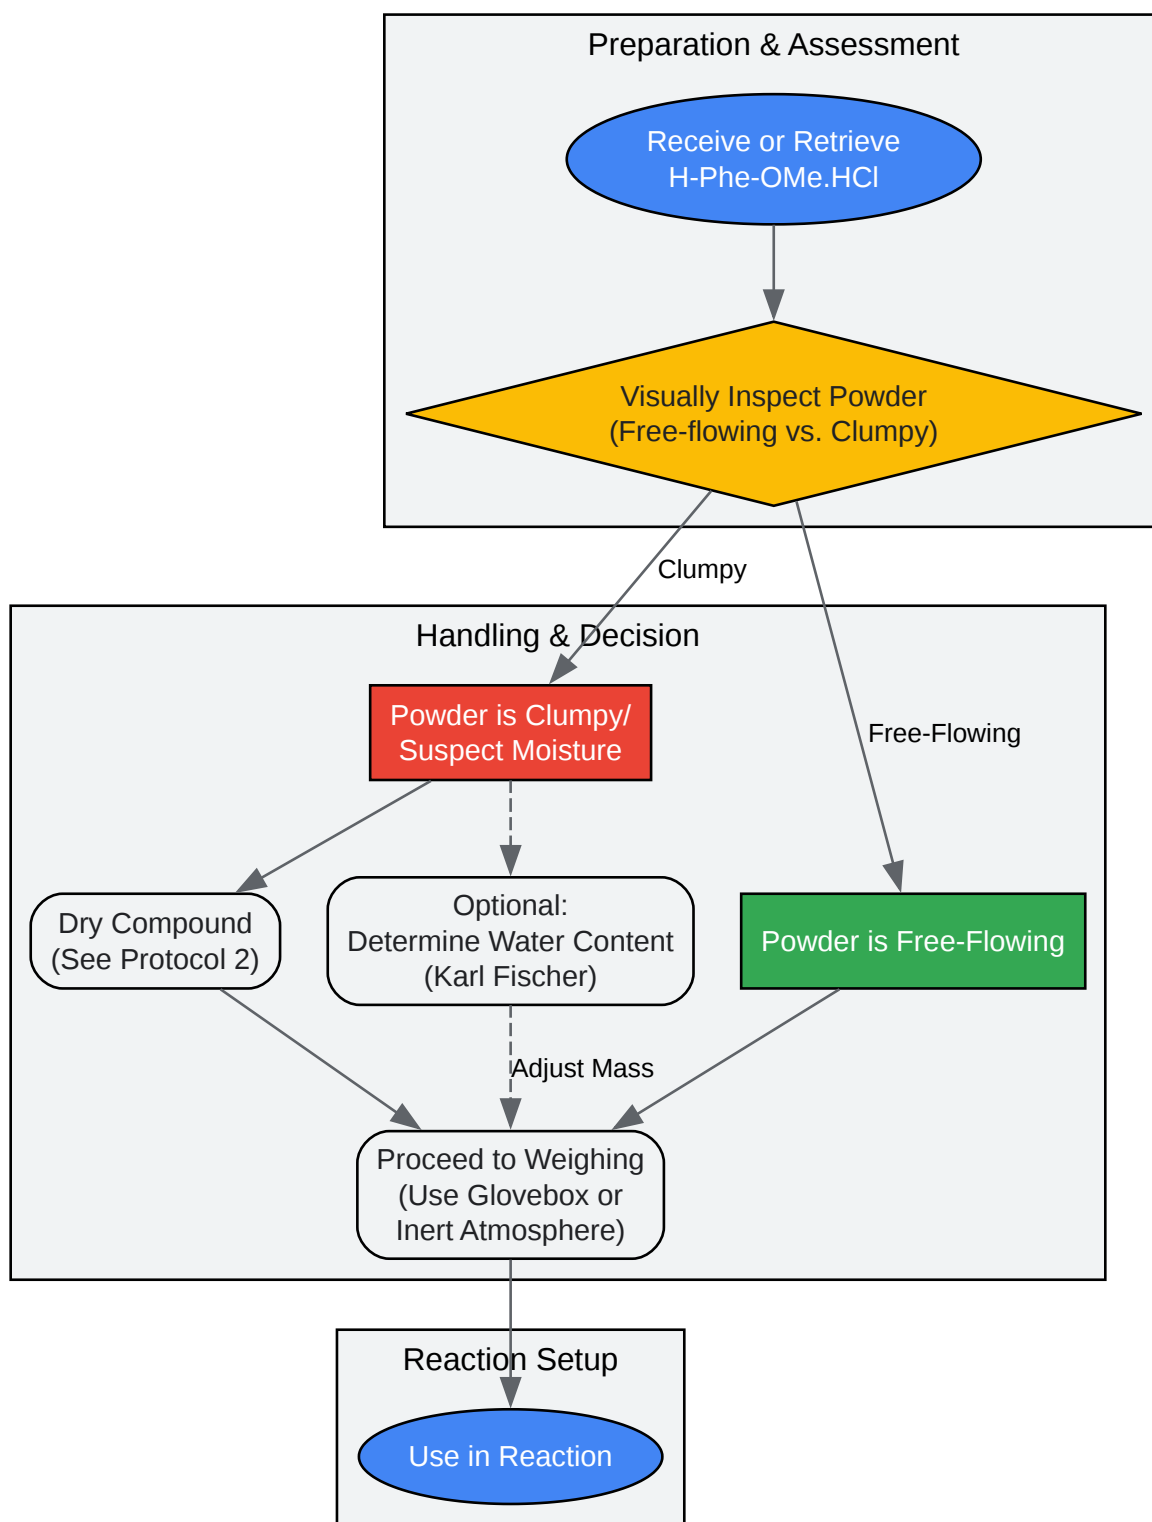 Preparation & Assessment
Receive or Retrieve
H-Phe-OMe.HCl
Visually Inspect Powder
(Free-flowing vs. Clumpy)
Clumpy
Handling & Decision
Powder is Clumpy/
Suspect Moisture
Free-Flowing
Dry Compound
(See Protocol 2)
Optional:
Determine Water Content
(Karl Fischer)
Powder is Free-Flowing
Adjust Mass
Proceed to Weighing
(Use Glovebox or
Inert Atmosphere)
Reaction Setup
Use in Reaction